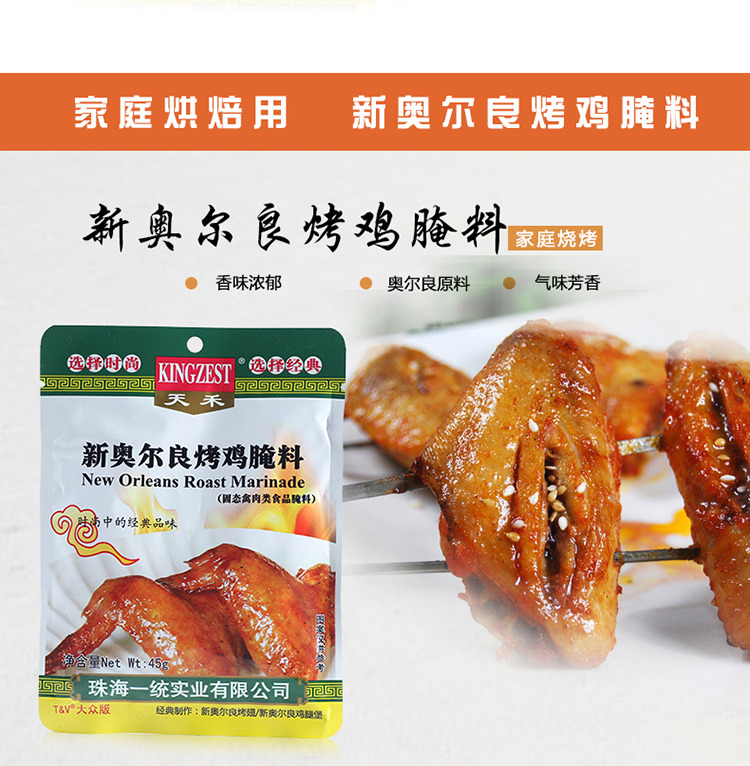 家庭烘焙用 新奥尔良烤鸡腌料
新奥尔良烤鸡腌料 家庭烧烤
香味浓郁 奥尔良原料 气味芳香
选择时尚 KINGZEST® 选择经典
天禾
新奥尔良烤鸡腌料
New Orleans Roast Marinade
(固态禽肉类食品腌料)
时尚中的经典品味
图案仅供参考
净含量Net Wt:45g
珠海一统实业有限公司
T&V®大众版 经典制作:新奥尔良烤翅/新奥尔良鸡腿堡